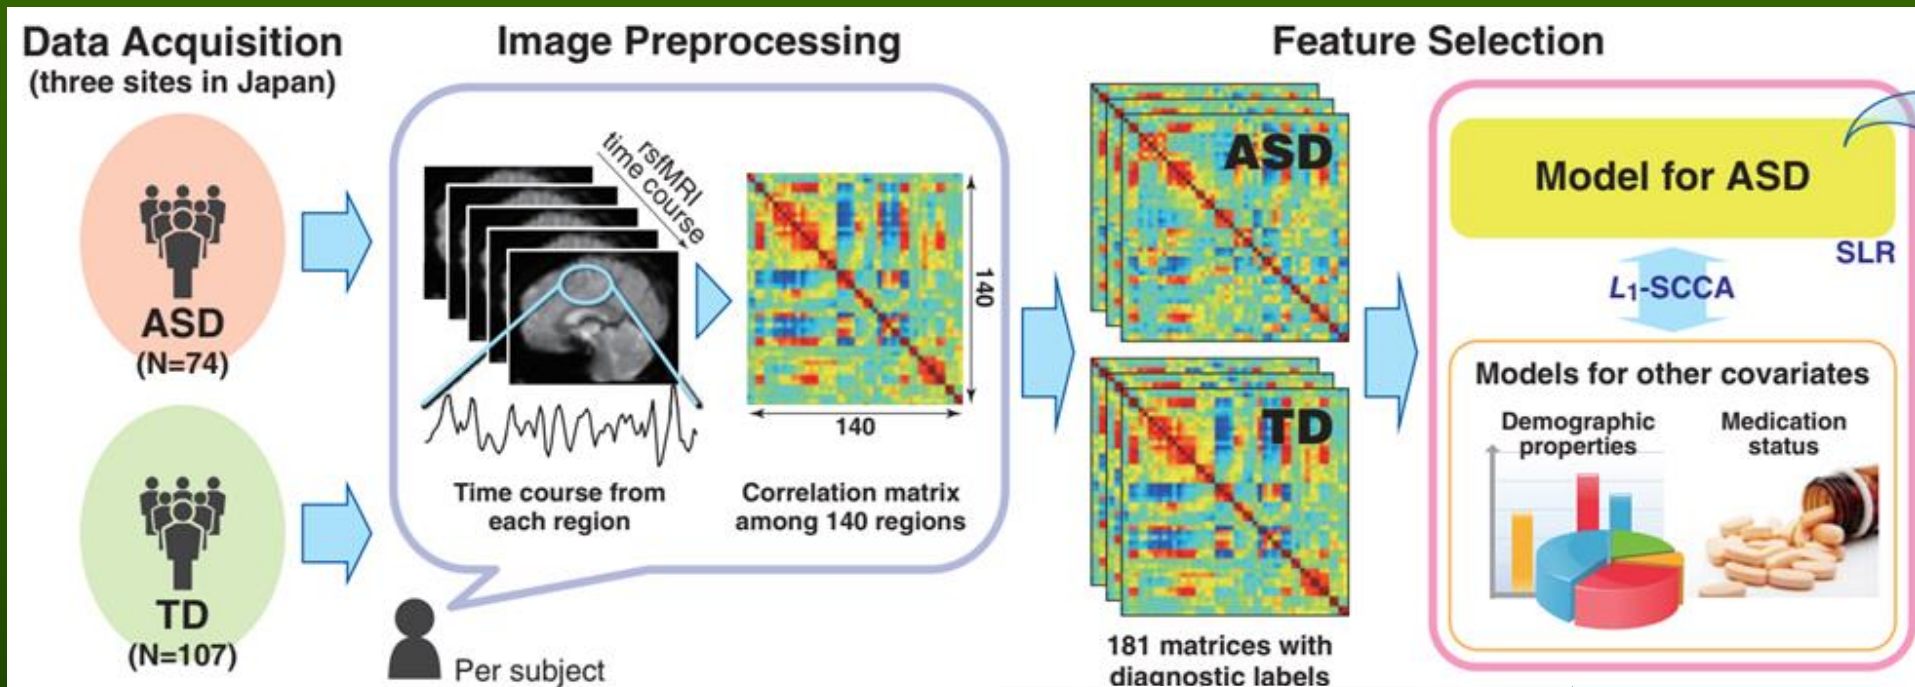 Data Acquisition
(three sites in Japan)
ASD
(N=74)
TD
(N=107)
Image Preprocessing
rsfMRI
time course
140
140
Time course from
each region
Correlation matrix
among 140 regions
Per subject
Feature Selection
ASD
TD
181 matrices with
diagnostic labels
Model for ASD
SLR
L1-SCCA
Models for other covariates
Demographic
properties
Medication
status